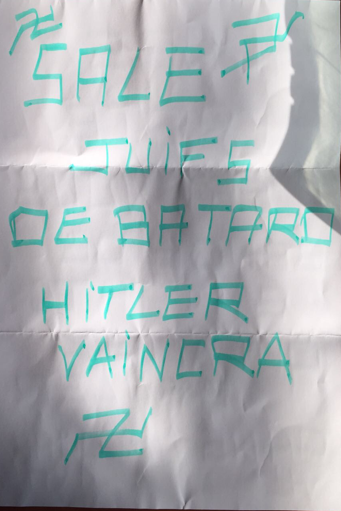 SALE
JUIFS
DE BATARD
HITLER
VAINCRA